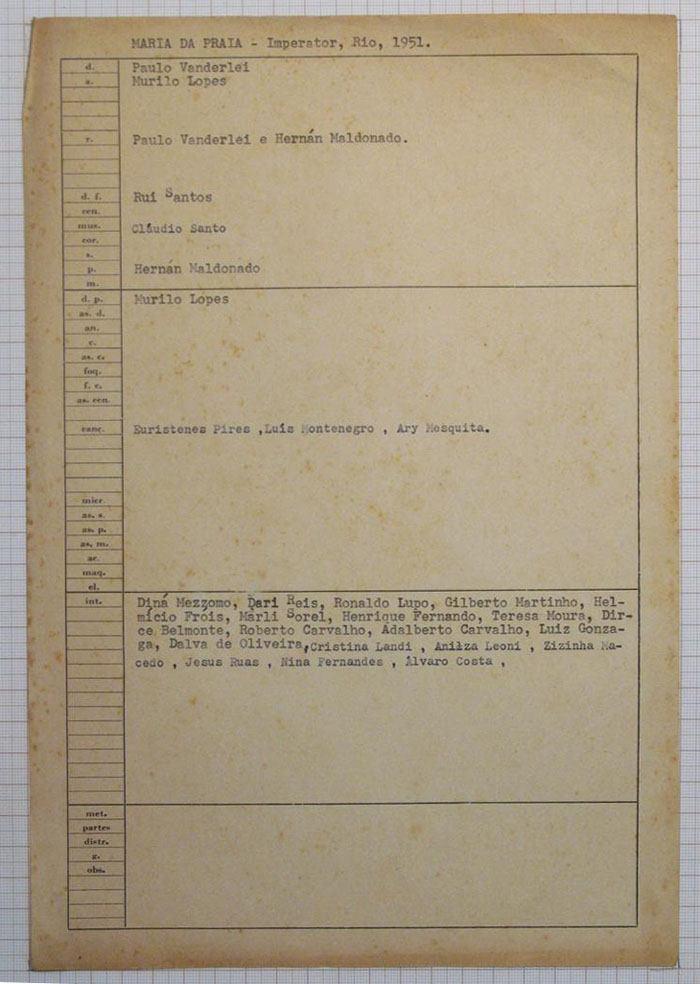 MARIA DA PRAIA - Imperator, Rio, 1951.
d. Paulo Vanderlei
a. Murilo Lopes
r. Paulo Vanderlei e Hernán Maldonado.
d. f. Rui Santos
cen.
mus. Cláudio Santo
cor.
s.
p. Hernán Maldonado
m.
d. p. Murilo Lopes
as. d.
an.
c.
as. c.
foq.
f. c.
as. cen.
canc. Euristenes Pires ,Luis Montenegro , Ary Mesquita.
micr.
as. s.
as. p.
as. m.
ac.
maq.
el.
int. Diná Mezzomo, Dari Reis, Ronaldo Lupo, Gilberto Martinho, Hel-
mício Frois, Marli Sorel, Henrique Fernando, Teresa Moura, Dir-
ce Belmonte, Roberto Carvalho, Adalberto Carvalho, Luiz Gonza-
ga, Dalva de Oliveira,Cristina Landi , Anilza Leoni , Zizinha Ma-
cedo , Jesus Ruas , Nina Fernandes , Álvaro Costa ,
met.
partes
distr.
g.
obs.